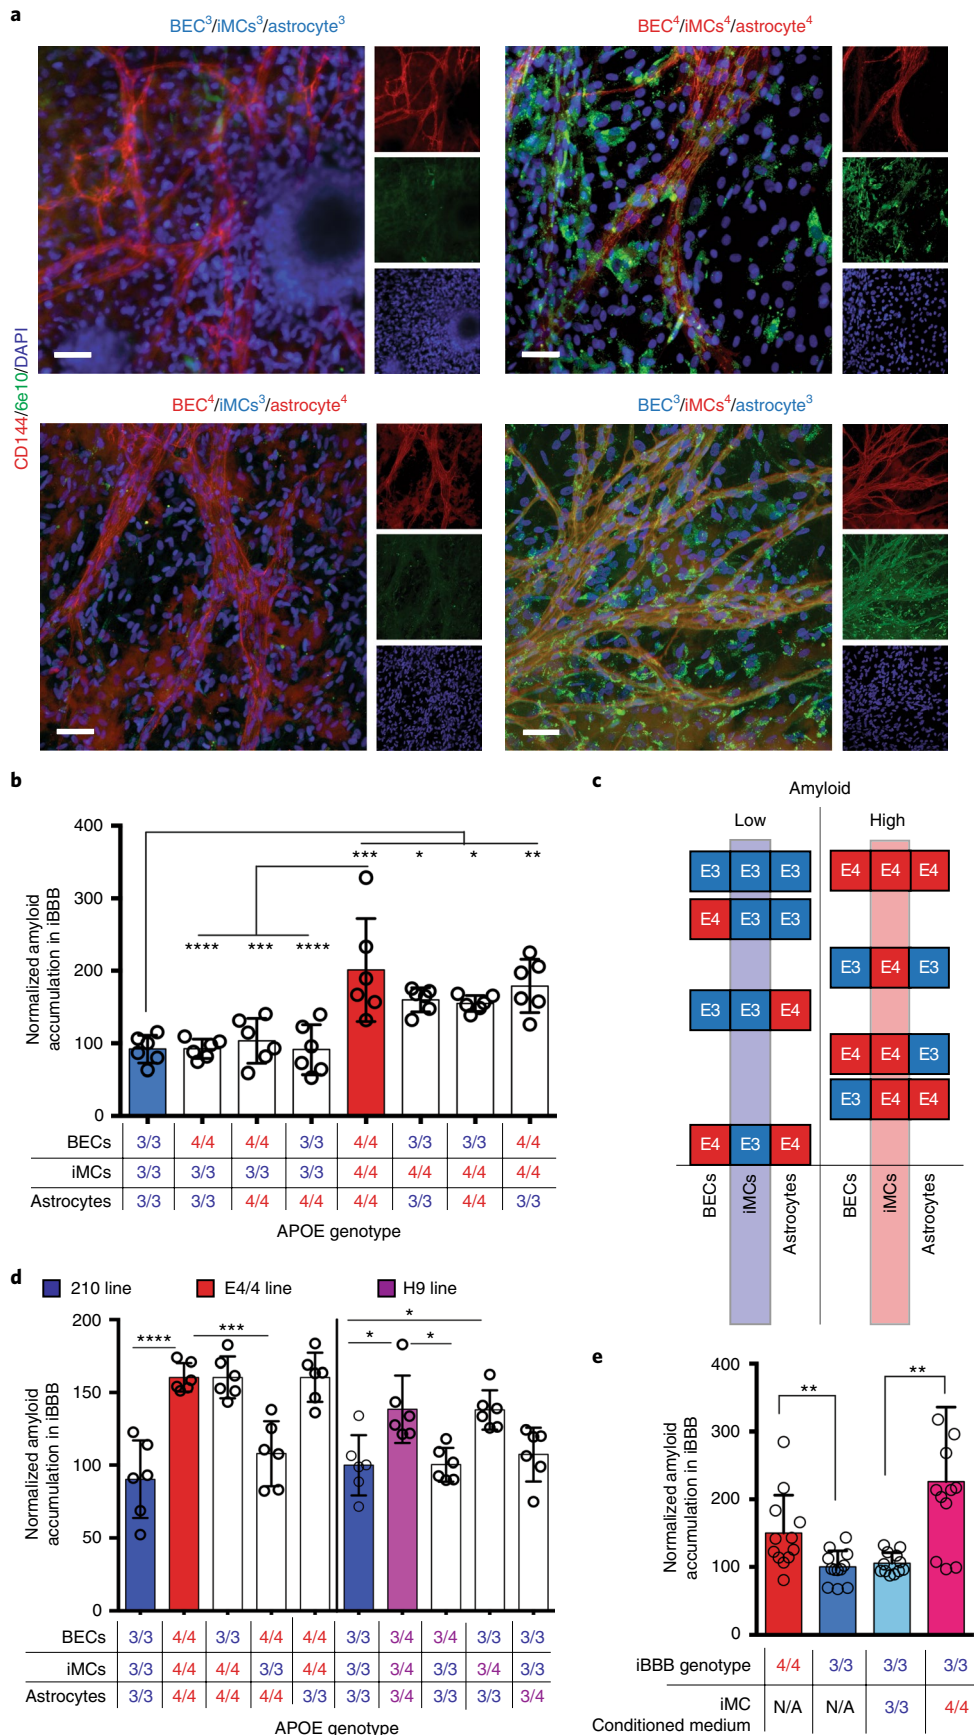 a
BEC3/iMCs3/astrocyte3
BEC4/iMCs4/astrocyte4
CD144/6e10/DAPI
BEC4/iMCs3/astrocyte4
BEC3/iMCs4/astrocyte3
b
Normalized amyloid
accumulation in iBBB
400
300
200
100
0
*** * * **
**** *** ****
BECs 3/3 4/4 4/4 3/3 4/4 3/3 3/3 4/4
iMCs 3/3 3/3 3/3 3/3 4/4 4/4 4/4 4/4
Astrocytes 3/3 3/3 4/4 4/4 4/4 3/3 4/4 3/3
APOE genotype
c
Amyloid
Low High
E3 E3 E3 E4 E4 E4
E4 E3 E3
E3 E4 E3
E3 E3 E4
E4 E4 E3
E3 E4 E4
E4 E3 E4
BECs iMCs Astrocytes BECs iMCs Astrocytes
d
210 line E4/4 line H9 line
Normalized amyloid
accumulation in iBBB
200
150
100
50
0
**** *** * * *
BECs 3/3 4/4 3/3 4/4 4/4 3/3 3/4 3/4 3/3 3/3
iMCs 3/3 4/4 4/4 3/3 4/4 3/3 3/4 3/3 3/4 3/3
Astrocytes 3/3 4/4 4/4 4/4 3/3 3/3 3/4 3/3 3/3 3/4
APOE genotype
e
Normalized amyloid
accumulation in iBBB
400
300
200
100
0
** **
iBBB genotype 4/4 3/3 3/3 3/3
iMC
Conditioned medium N/A N/A 3/3 4/4